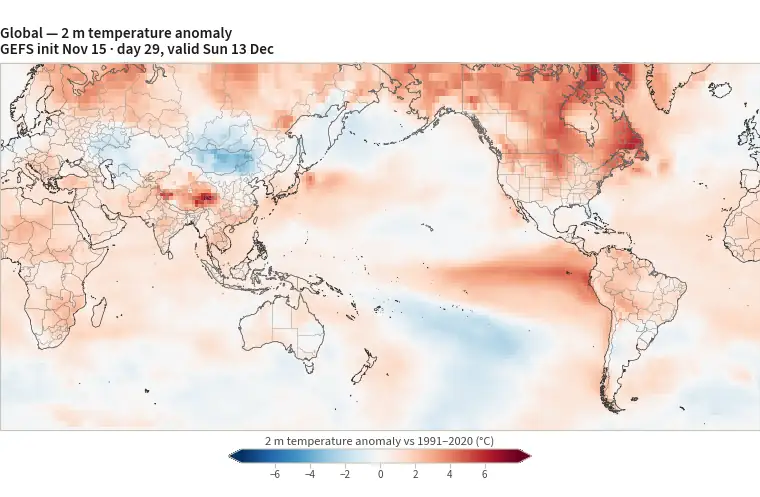 Global — 2 m temperature anomaly
GEFS init Nov 15 · day 29, valid Sun 13 Dec
2 m temperature anomaly vs 1991–2020 (°C)
−6 −4 −2 0 2 4 6